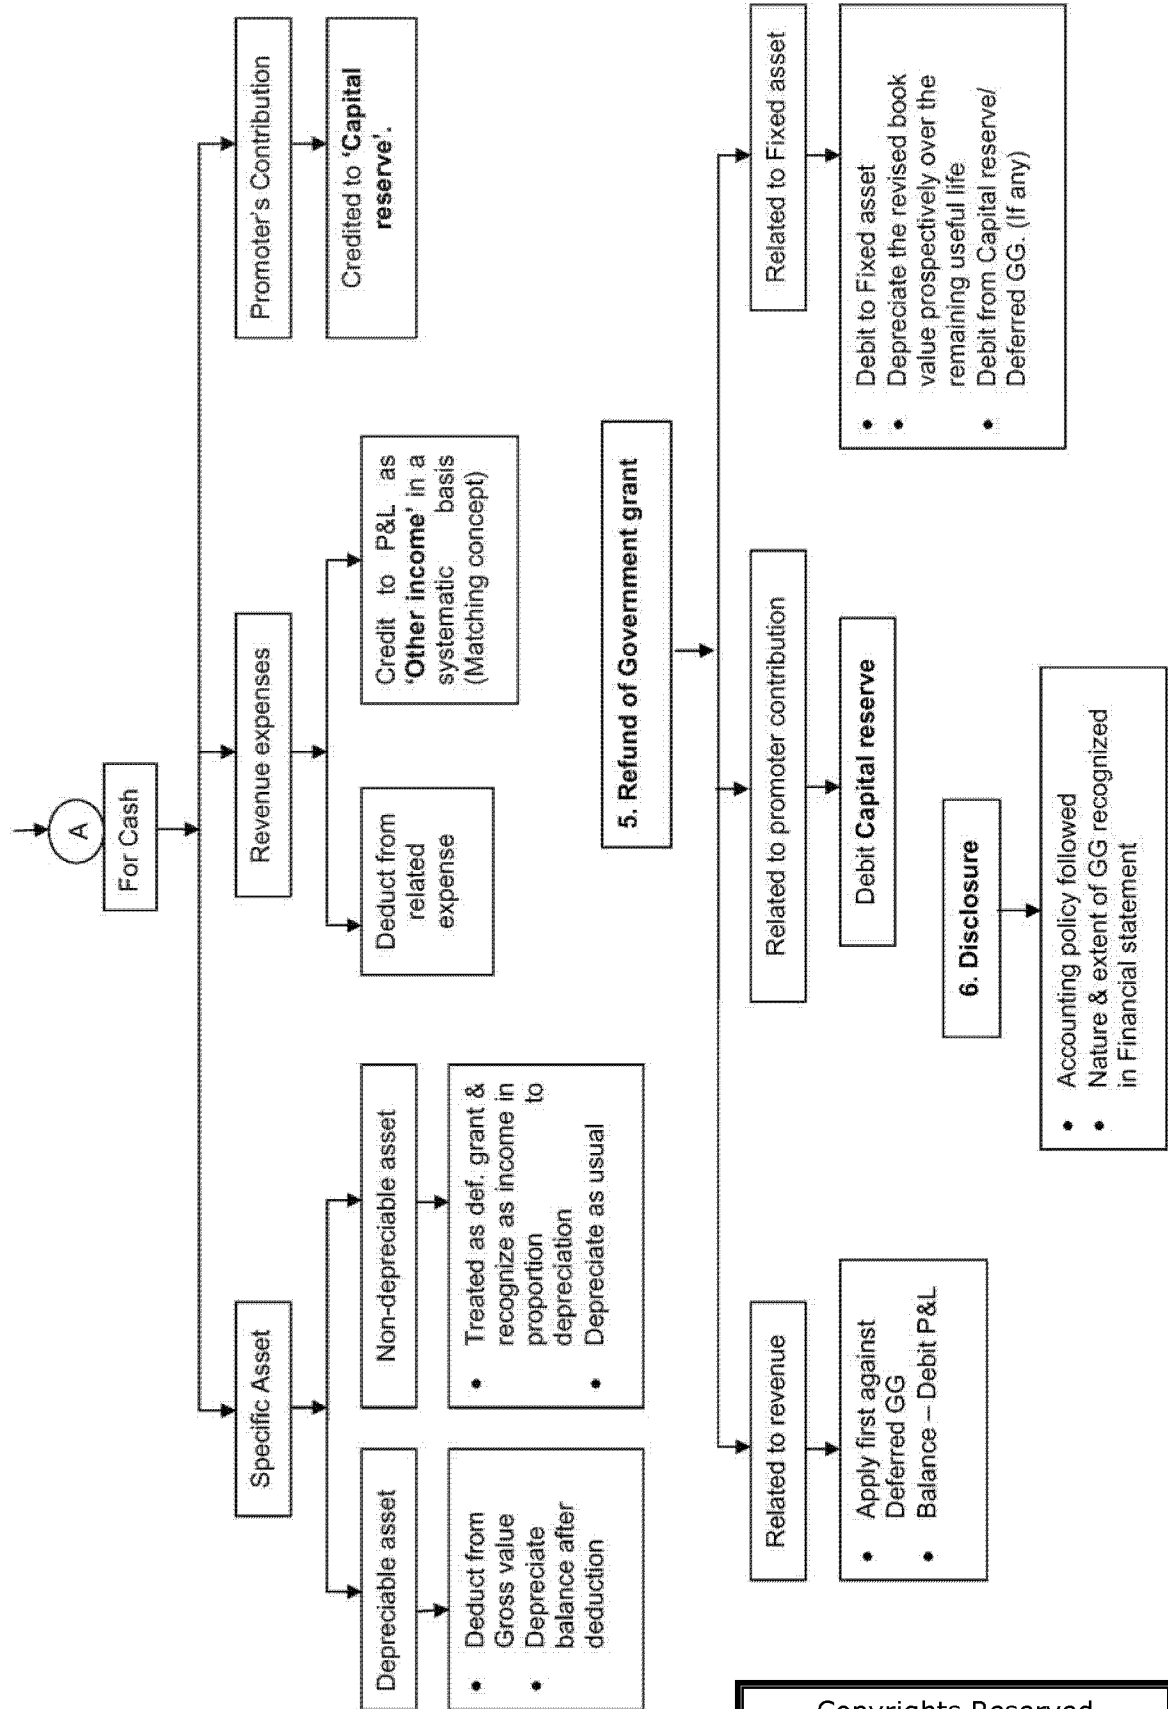 A
For Cash
Specific Asset
Revenue expenses
Promoter's Contribution
Depreciable asset
Non-depreciable asset
Deduct from
related
expense
Credit to P&L as
'Other income' in a
systematic basis
(Matching concept)
Credited to 'Capital
reserve'.
• Deduct from
Gross value
• Depreciate
balance after
deduction
• Treated as def. grant &
recognize as income in
proportion to
depreciation
• Depreciate as usual
5. Refund of Government grant
Related to revenue
Related to promoter contribution
Related to Fixed asset
• Apply first against
Deferred GG
• Balance – Debit P&L
Debit Capital reserve
• Debit to Fixed asset
• Depreciate the revised book
value prospectively over the
remaining useful life
• Debit from Capital reserve/
Deferred GG. (If any)
6. Disclosure
• Accounting policy followed
• Nature & extent of GG recognized
in Financial statement
Copyrights Reserved